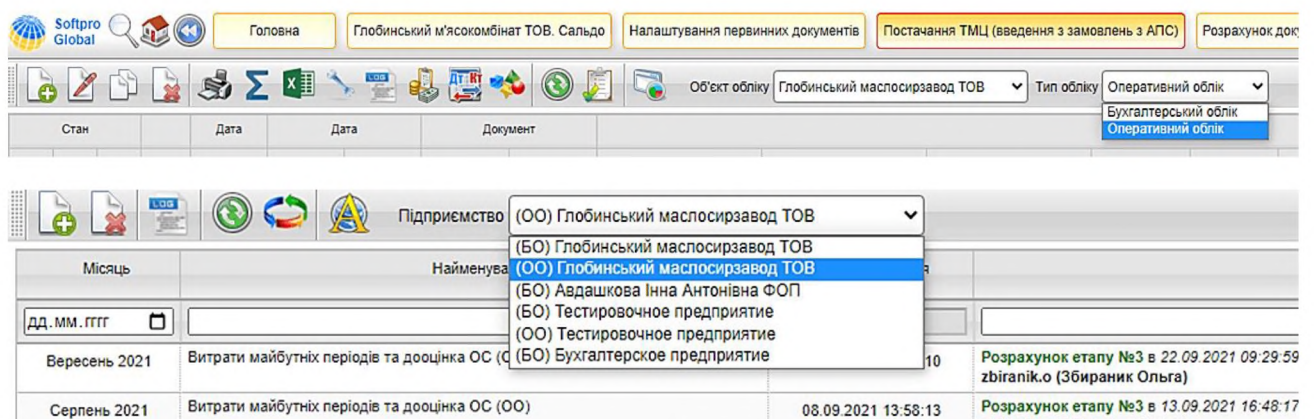 Softpro Global
Головна
Глобинський м'ясокомбінат ТОВ. Сальдо
Налаштування первинних документів
Постачання ТМЦ (введення з замовлень з АПС)
Розрахунок док
LOG
Дт Кт
Об'єкт обліку Глобинський маслосирзавод ТОВ
Тип обліку Оперативний облік
Бухгалтерський облік
Оперативний облік
Стан Дата Дата Документ
LOG
Підприємство (ОО) Глобинський маслосирзавод ТОВ
(БО) Глобинський маслосирзавод ТОВ
(ОО) Глобинський маслосирзавод ТОВ
(БО) Авдашкова Інна Антонівна ФОП
(БО) Тестировочное предприятие
(ОО) Тестировочное предприятие
(БО) Бухгалтерское предприятие
Місяць Найменува я
дд.мм.гггг
Вересень 2021 Витрати майбутніх періодів та дооцінка ОС (О 10 Розрахунок етапу №3 в 22.09.2021 09:29:59
zbiranik.o (Збираник Ольга)
Серпень 2021 Витрати майбутніх періодів та дооцінка ОС (ОО) 08.09.2021 13:58:13 Розрахунок етапу №3 в 13.09.2021 16:48:17